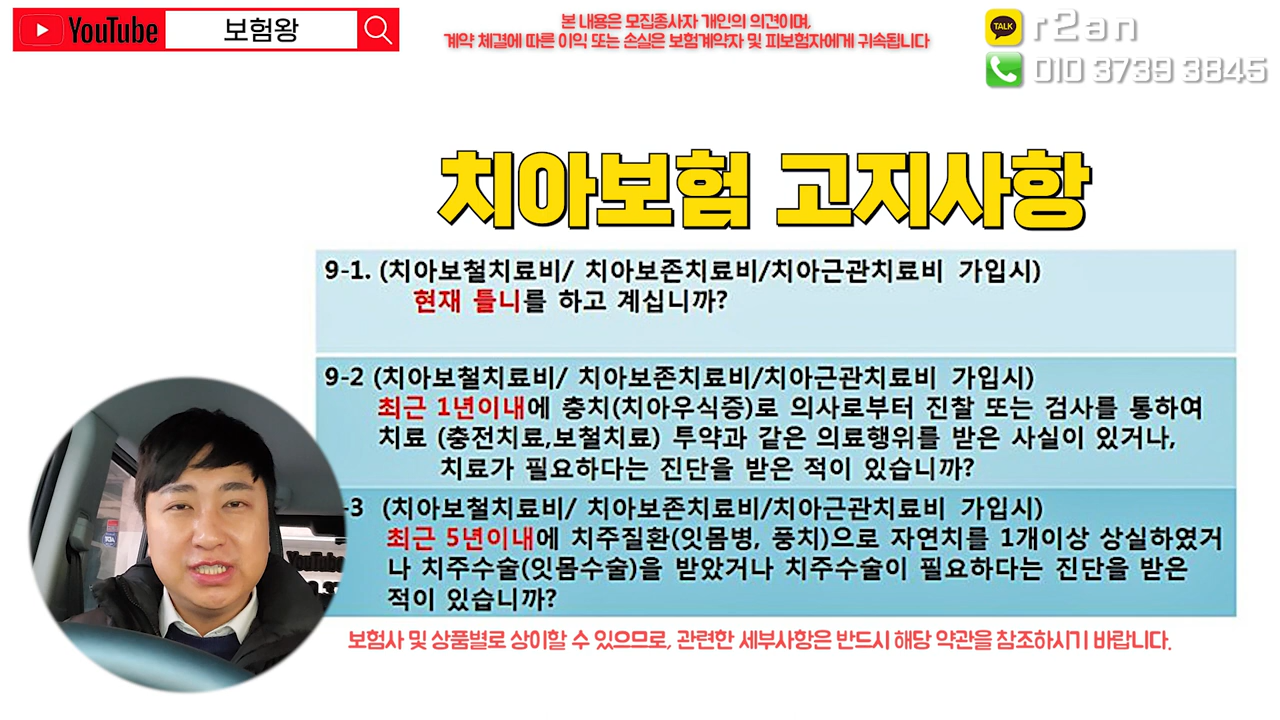 YouTube 보험왕
본 내용은 모집종사자 개인의 의견이며,
계약 체결에 따른 이익 또는 손실은 보험계약자 및 피보험자에게 귀속됩니다
TALK r2an
010 3739 3845
치아보험 고지사항
9-1. (치아보철치료비/ 치아보존치료비/치아근관치료비 가입시)
현재 틀니를 하고 계십니까?
9-2 (치아보철치료비/ 치아보존치료비/치아근관치료비 가입시)
최근 1년이내에 충치(치아우식증)로 의사로부터 진찰 또는 검사를 통하여
치료 (충전치료,보철치료) 투약과 같은 의료행위를 받은 사실이 있거나,
치료가 필요하다는 진단을 받은 적이 있습니까?
-3 (치아보철치료비/ 치아보존치료비/치아근관치료비 가입시)
최근 5년이내에 치주질환(잇몸병, 풍치)으로 자연치를 1개이상 상실하였거
나 치주수술(잇몸수술)을 받았거나 치주수술이 필요하다는 진단을 받은
적이 있습니까?
보험사 및 상품별로 상이할 수 있으므로, 관련한 세부사항은 반드시 해당 약관을 참조하시기 바랍니다.